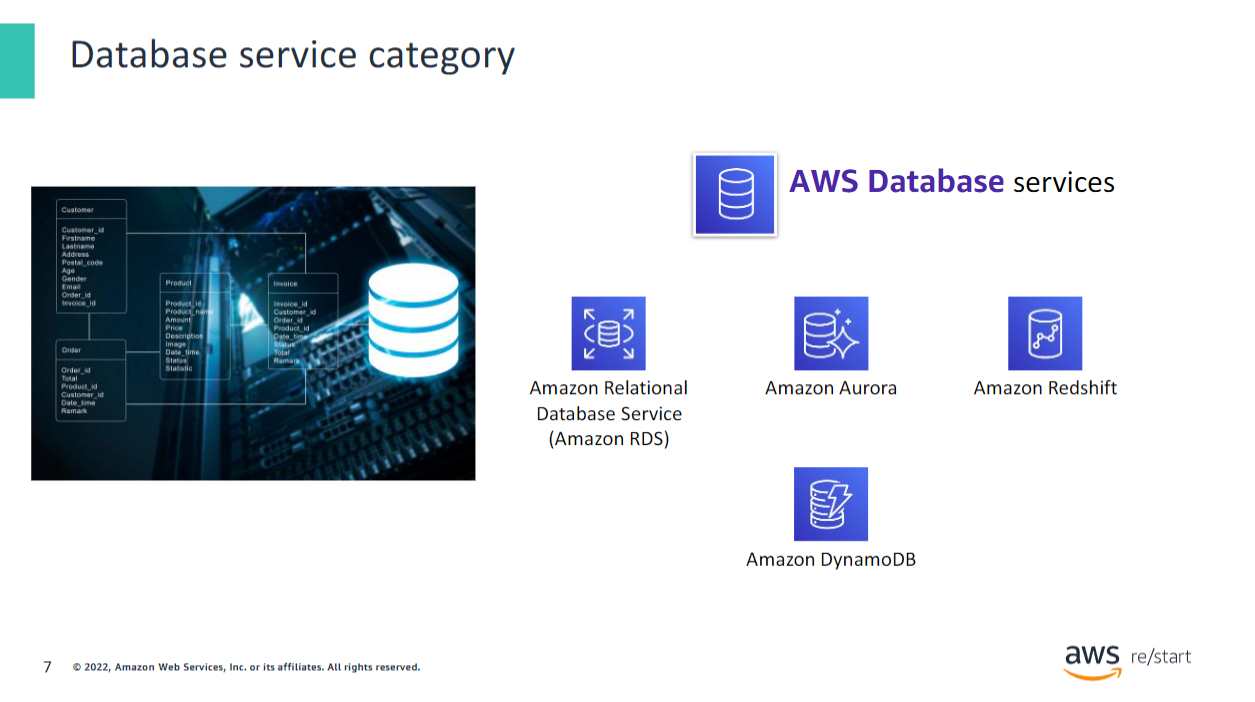 Database service category
AWS Database services
Customer
Customer_id
Firstname
Lastname
Address
Postal_code
Age
Gender
Email
Order_id
Invoice_id
Product
Product_id
Product_name
Amount
Price
Description
Image
Date_time
Status
Statistic
Invoice
Invoice_id
Customer_id
Order_id
Product_id
Date_time
Status
Total
Remark
Order
Order_id
Total
Product_id
Customer_id
Date_time
Remark
Amazon Relational
Database Service
(Amazon RDS)
Amazon Aurora
Amazon Redshift
Amazon DynamoDB
7
© 2022, Amazon Web Services, Inc. or its affiliates. All rights reserved.
aws re/start